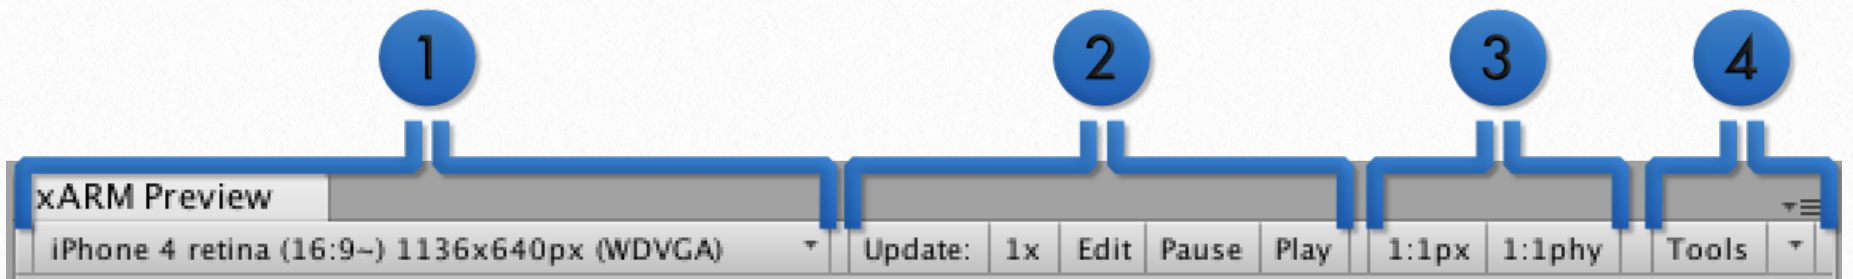 1 2 3 4
xARM Preview
iPhone 4 retina (16:9~) 1136x640px (WDVGA) Update: 1x Edit Pause Play 1:1px 1:1phy Tools